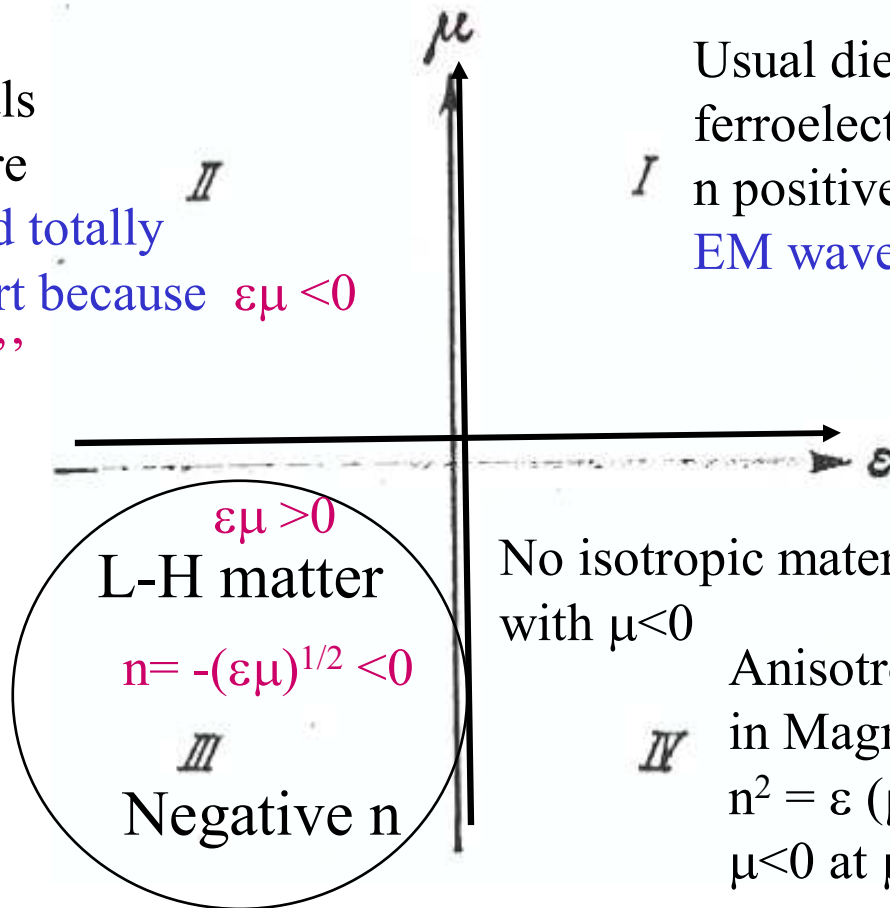 μ
Usual die
ferroelect
n positive
EM wave
I
ls
re
d totally
rt because εμ <0
’’
II
ε
εμ >0
L-H matter
n= -(εμ)1/2 <0
III
Negative n
No isotropic mater
with μ<0
IV
Anisotro
in Magn
n2 = ε (μ
μ<0 at μ